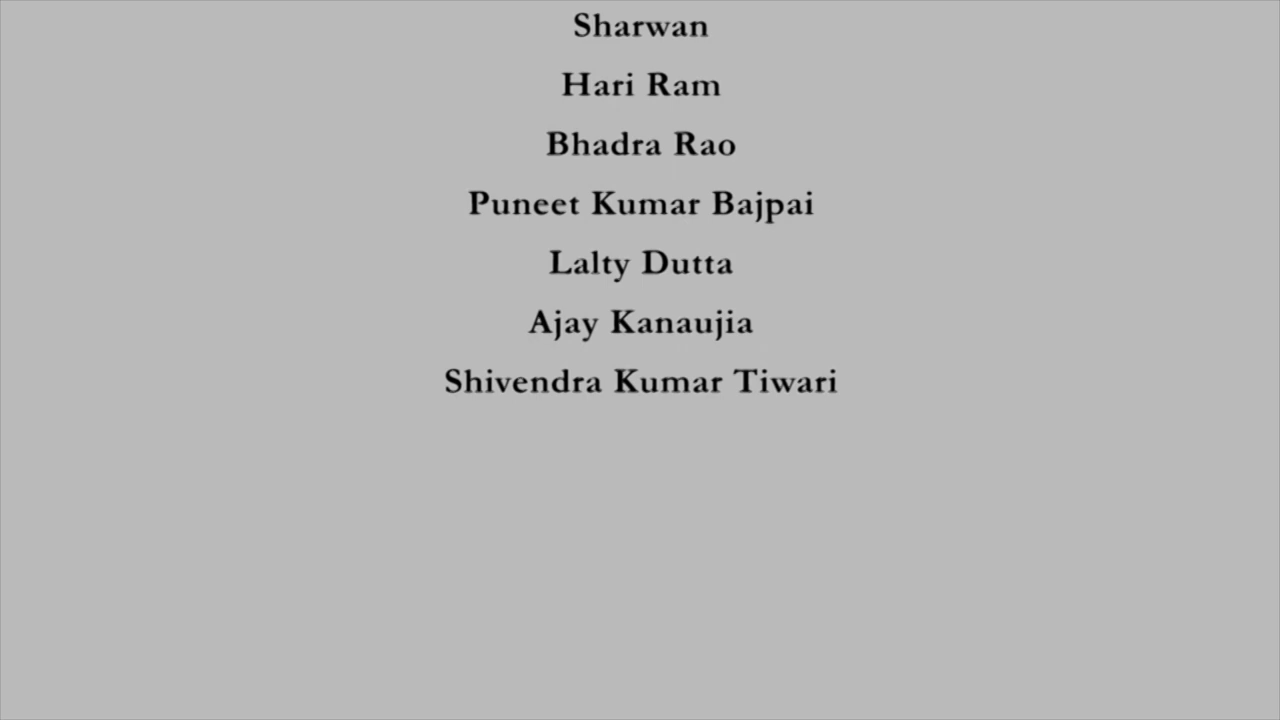 Sharwan
Hari Ram
Bhadra Rao
Puneet Kumar Bajpai
Lalty Dutta
Ajay Kanaujia
Shivendra Kumar Tiwari